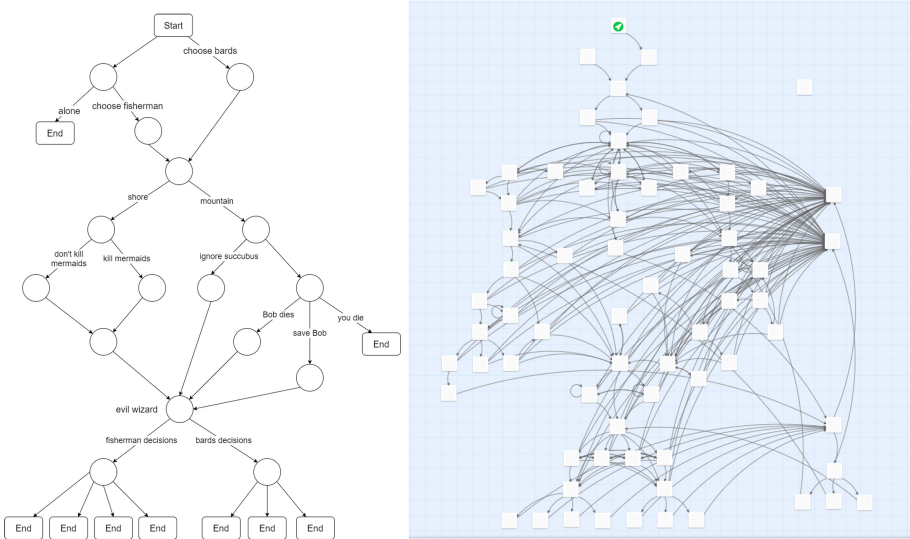 Start
choose bards
alone
choose fisherman
End
shore
mountain
don't kill
mermaids
kill mermaids
ignore succubus
Bob dies
save Bob
you die
End
evil wizard
fisherman decisions
bards decisions
End
End
End
End
End
End
End